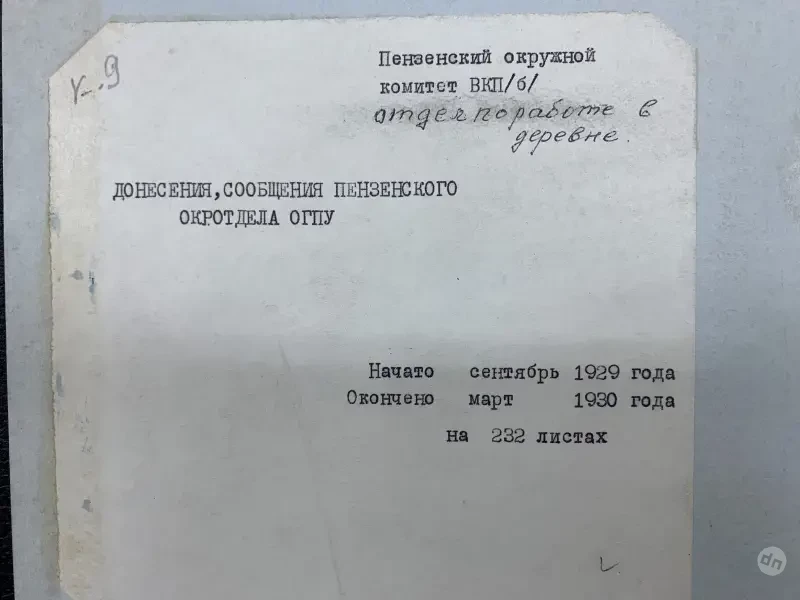 Пензенский окружной
комитет ВКП/б/
отдел по работе в
деревне.
ДОНЕСЕНИЯ,СООБЩЕНИЯ ПЕНЗЕНСКОГО
ОКРОТДЕЛА ОГПУ
Начато сентябрь 1929 года
Окончено март 1930 года
на 232 листах
dn